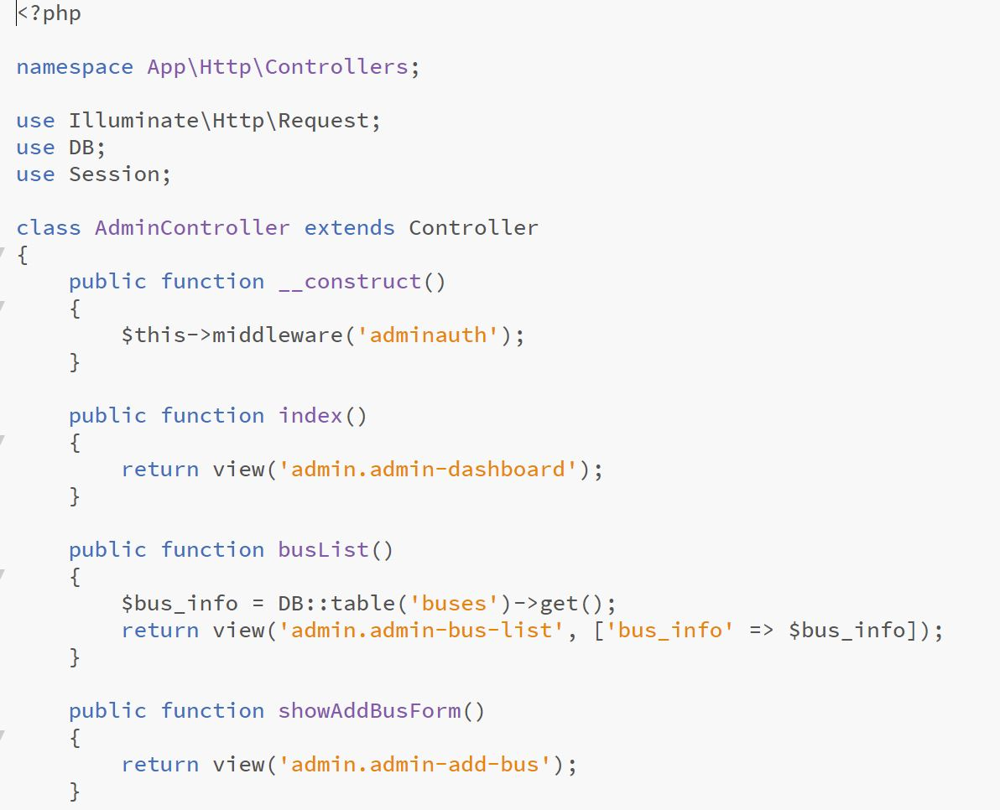 <?php
namespace App\Http\Controllers;
use Illuminate\Http\Request;
use DB;
use Session;
class AdminController extends Controller
{
    public function __construct()
    {
        $this->middleware('adminauth');
    }
    public function index()
    {
        return view('admin.admin-dashboard');
    }
    public function busList()
    {
        $bus_info = DB::table('buses')->get();
        return view('admin.admin-bus-list', ['bus_info' => $bus_info]);
    }
    public function showAddBusForm()
    {
        return view('admin.admin-add-bus');
    }